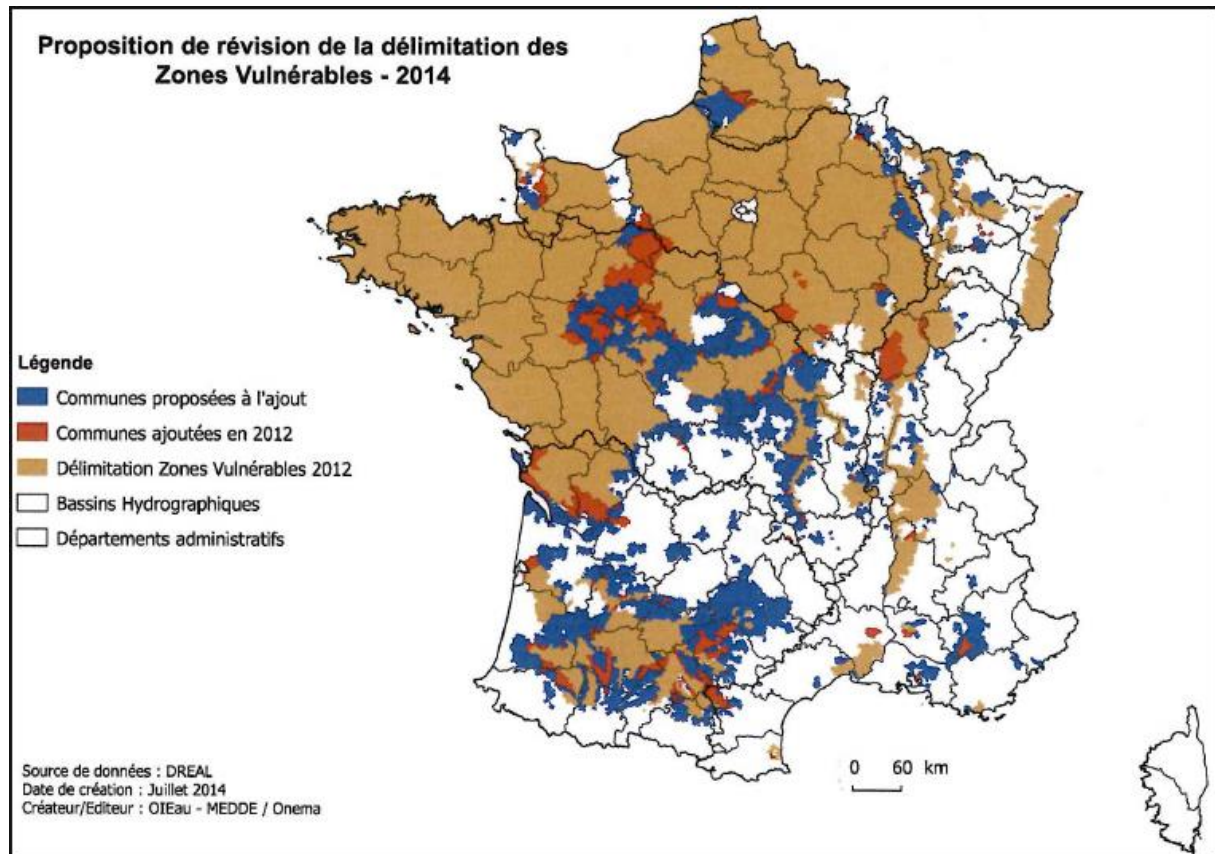 Proposition de révision de la délimitation des
Zones Vulnérables - 2014
Légende
Communes proposées à l'ajout
Communes ajoutées en 2012
Délimitation Zones Vulnérables 2012
Bassins Hydrographiques
Départements administratifs
0 60 km
Source de données : DREAL
Date de création : Juillet 2014
Créateur/Editeur : OIEau - MEDDE / Onema